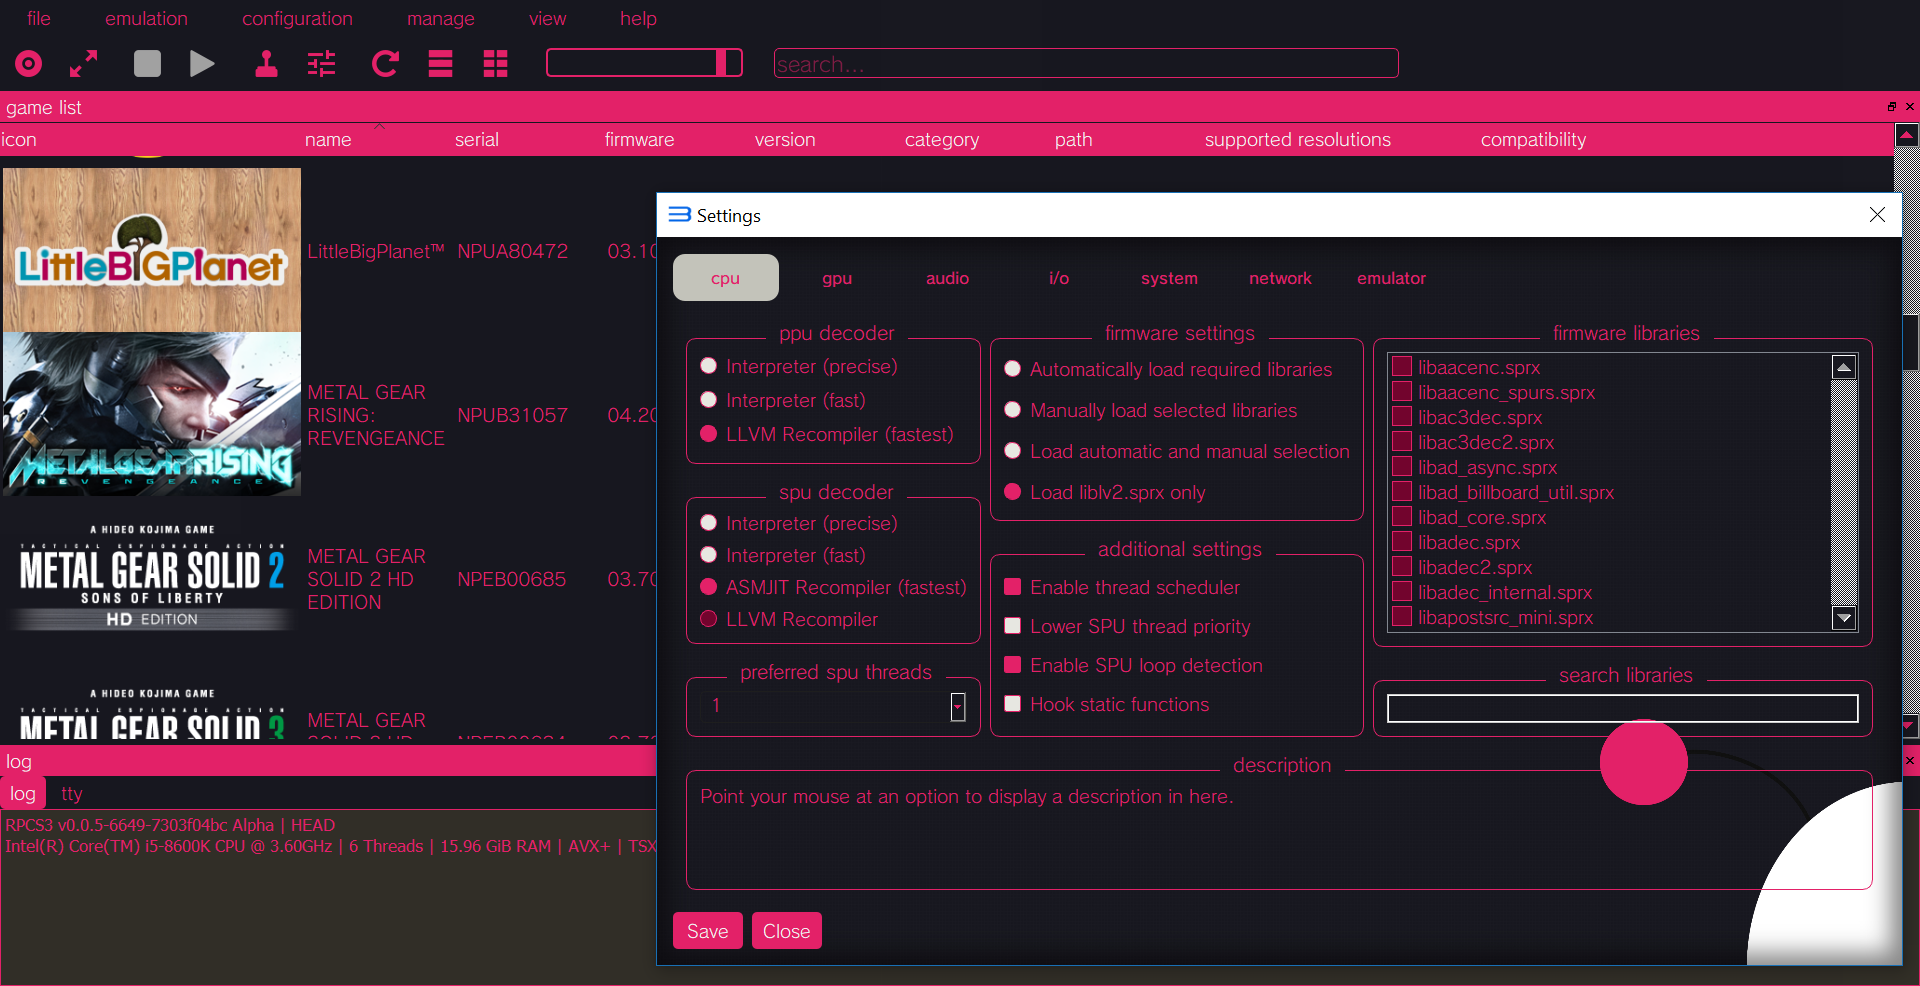 file emulation configuration manage view help
search...
game list
icon name serial firmware version category path supported resolutions compatibility
LittleBigPlanet
LittleBigPlanet™ NPUA80472 03.10
METAL GEAR RISING
REVENGEANCE
METAL GEAR
RISING:
REVENGEANCE
NPUB31057 04.20
A HIDEO KOJIMA GAME
TACTICAL ESPIONAGE ACTION
METAL GEAR SOLID 2
SONS OF LIBERTY
HD EDITION
METAL GEAR
SOLID 2 HD
EDITION
NPEB00685 03.70
A HIDEO KOJIMA GAME
TACTICAL ESPIONAGE ACTION
METAL GEAR SOLID 3
METAL GEAR
log
log tty
RPCS3 v0.0.5-6649-7303f04bc Alpha | HEAD
Intel(R) Core(TM) i5-8600K CPU @ 3.60GHz | 6 Threads | 15.96 GiB RAM | AVX+ | TSX
Settings
cpu gpu audio i/o system network emulator
ppu decoder
Interpreter (precise)
Interpreter (fast)
LLVM Recompiler (fastest)
spu decoder
Interpreter (precise)
Interpreter (fast)
ASMJIT Recompiler (fastest)
LLVM Recompiler
preferred spu threads
1
firmware settings
Automatically load required libraries
Manually load selected libraries
Load automatic and manual selection
Load liblv2.sprx only
additional settings
Enable thread scheduler
Lower SPU thread priority
Enable SPU loop detection
Hook static functions
firmware libraries
libaacenc.sprx
libaacenc_spurs.sprx
libac3dec.sprx
libac3dec2.sprx
libad_async.sprx
libad_billboard_util.sprx
libad_core.sprx
libadec.sprx
libadec2.sprx
libadec_internal.sprx
libapostsrc_mini.sprx
search libraries
description
Point your mouse at an option to display a description in here.
Save Close